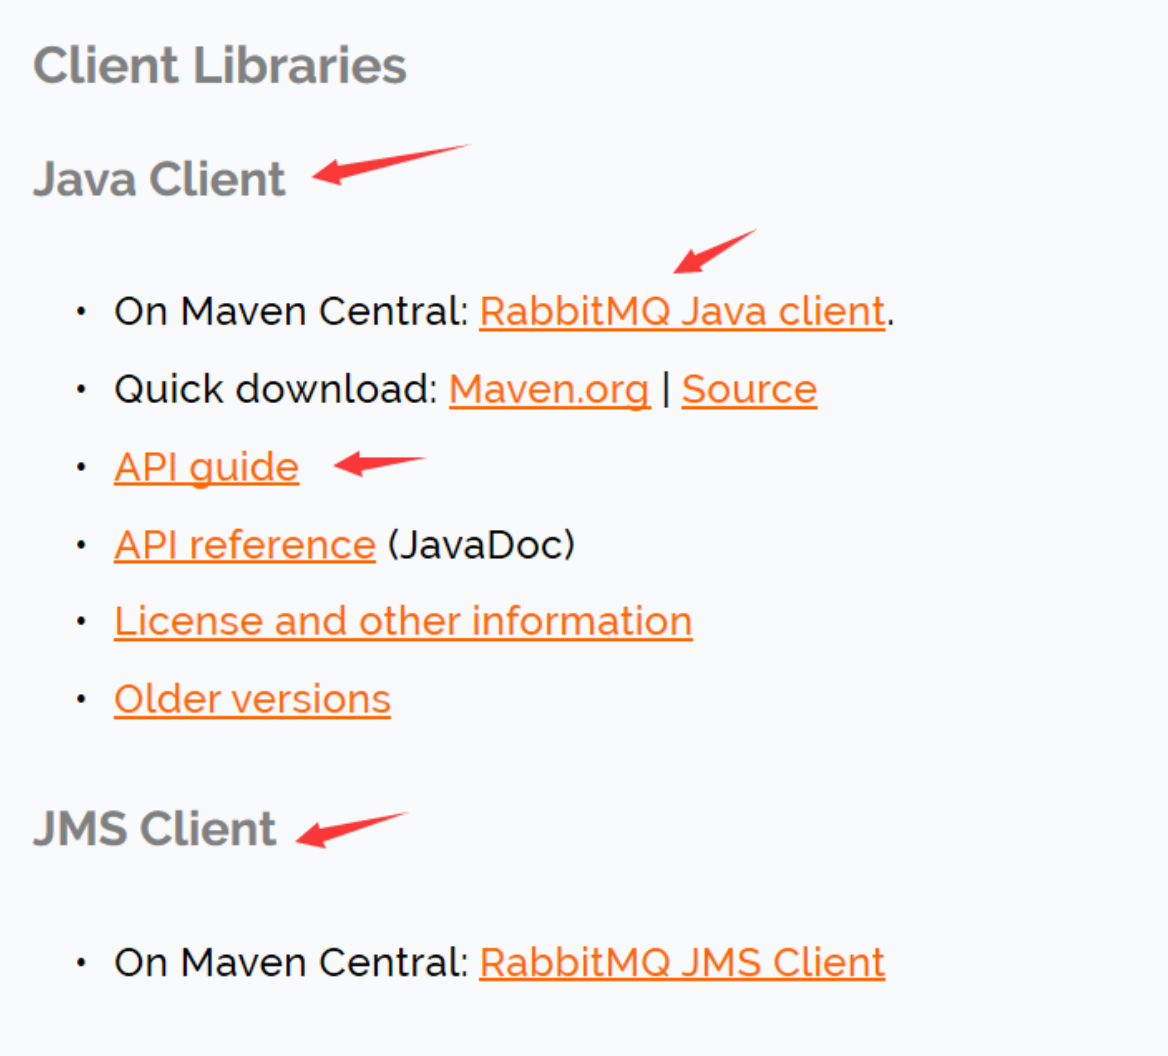 Client Libraries
Java Client
• On Maven Central: RabbitMQ Java client.
• Quick download: Maven.org | Source
• API guide
• API reference (JavaDoc)
• License and other information
• Older versions
JMS Client
• On Maven Central: RabbitMQ JMS Client